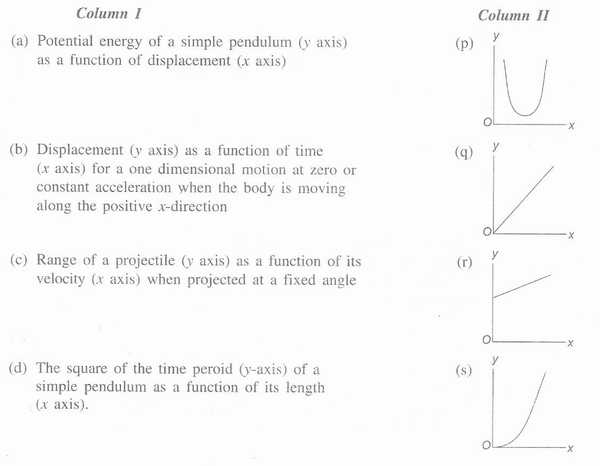 Column I Column II
(a) Potential energy of a simple pendulum (y axis) (p) y
as a function of displacement (x axis)
O x
(b) Displacement (y axis) as a function of time (q) y
(x axis) for a one dimensional motion at zero or
constant acceleration when the body is moving
along the positive x-direction
O x
(c) Range of a projectile (y axis) as a function of its (r) y
velocity (x axis) when projected at a fixed angle
O x
(d) The square of the time peroid (y-axis) of a (s) y
simple pendulum as a function of its length
(x axis).
O x